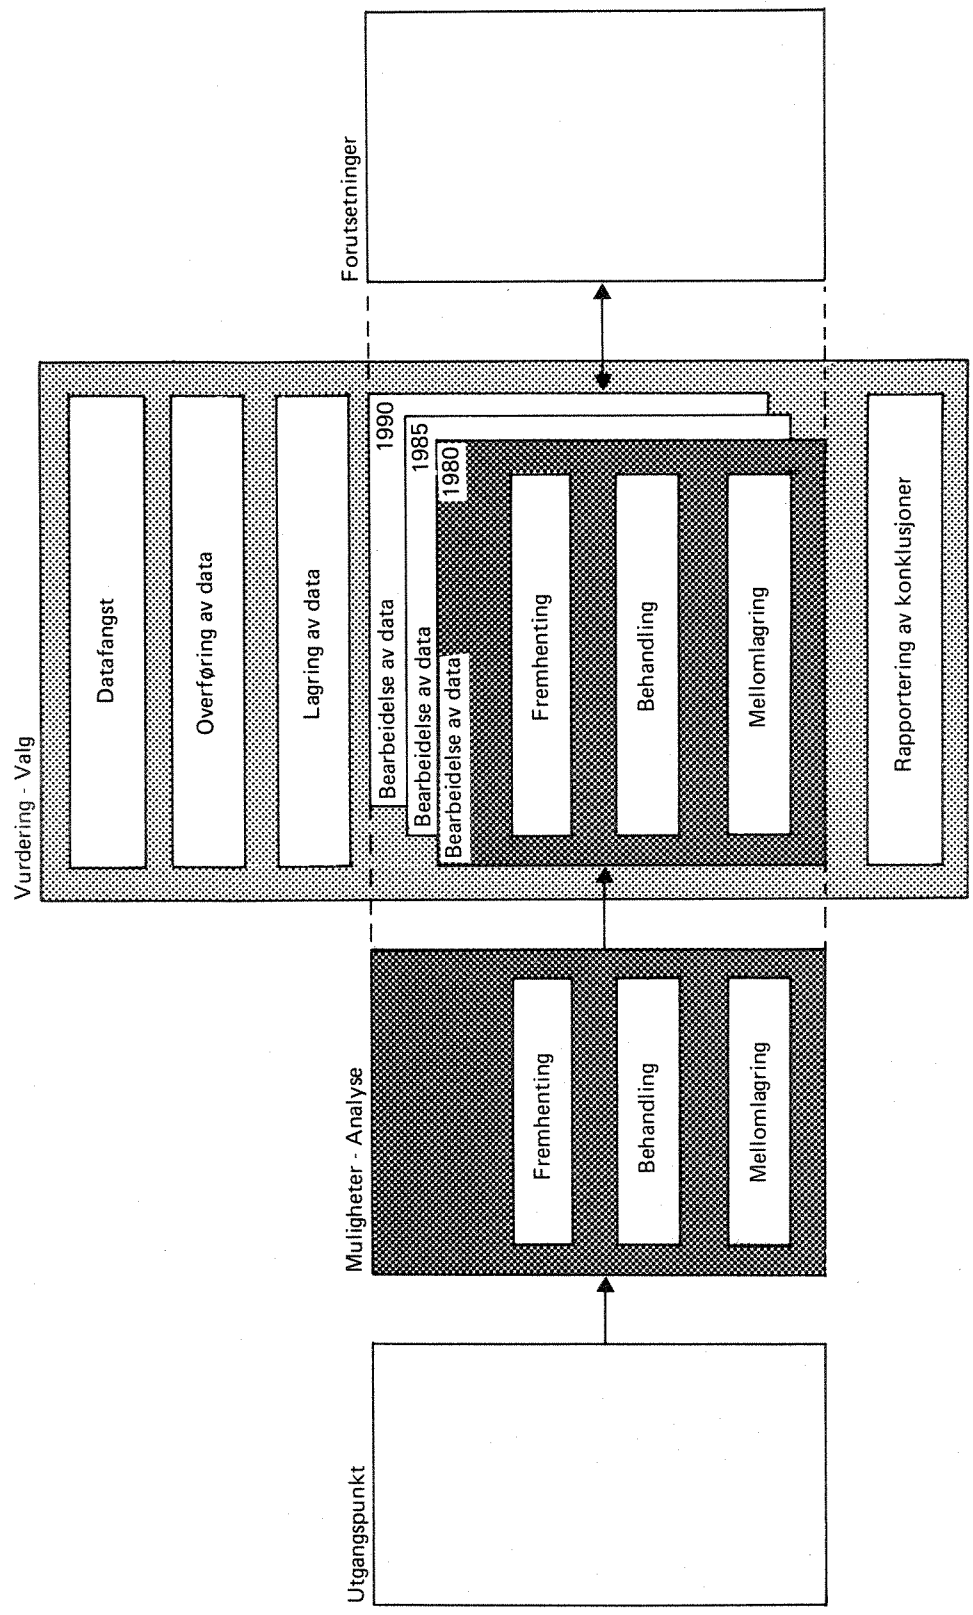 Vurdering - Valg
Datafangst
Overføring av data
Lagring av data
Bearbeidelse av data 1990
Bearbeidelse av data 1985
Bearbeidelse av data 1980
Fremhenting
Behandling
Mellomlagring
Rapportering av konklusjoner
Utgangspunkt
Muligheter - Analyse
Fremhenting
Behandling
Mellomlagring
Forutsetninger